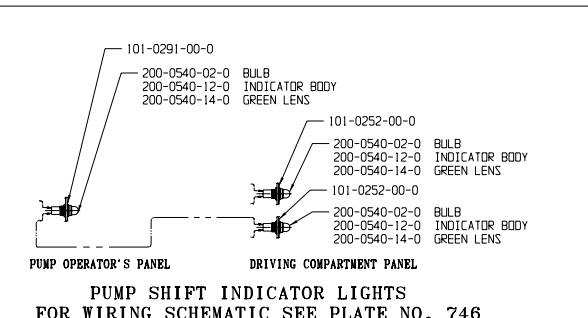 101-0291-00-0
200-0540-02-0 BULB
200-0540-12-0 INDICATOR BODY
200-0540-14-0 GREEN LENS
101-0252-00-0
200-0540-02-0 BULB
200-0540-12-0 INDICATOR BODY
200-0540-14-0 GREEN LENS
101-0252-00-0
200-0540-02-0 BULB
200-0540-12-0 INDICATOR BODY
200-0540-14-0 GREEN LENS
PUMP OPERATOR'S PANEL
DRIVING COMPARTMENT PANEL
PUMP SHIFT INDICATOR LIGHTS
FOR WIRING SCHEMATIC SEE PLATE NO. 746